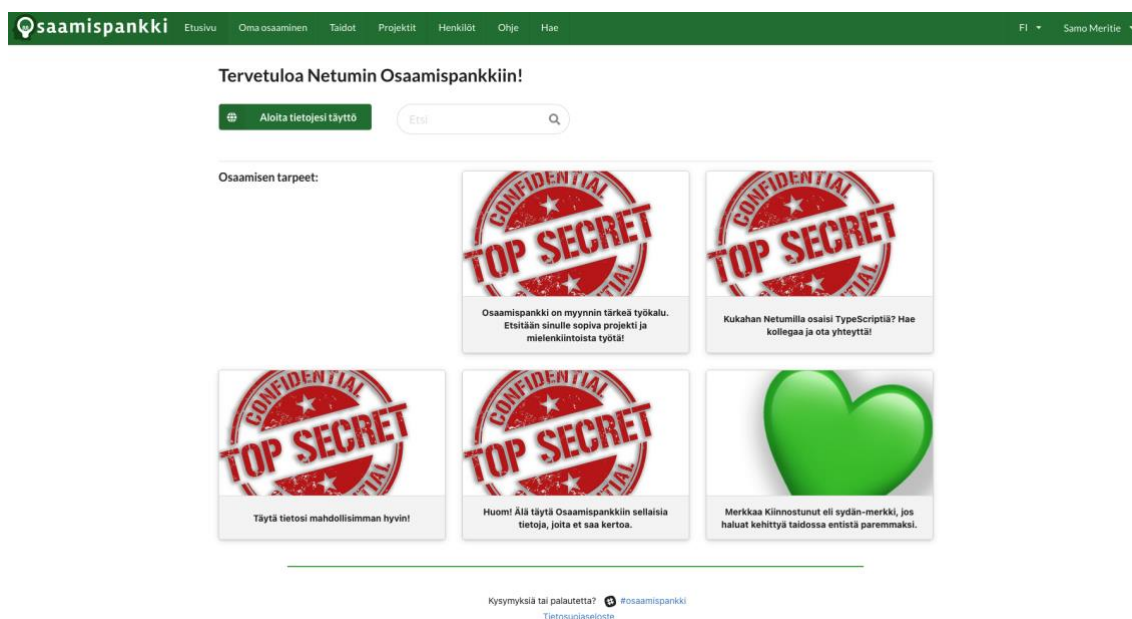 Osaamispankki Etusivu Oma osaaminen Taidot Projektit Henkilöt Ohje Hae FI Samo Meritie
Tervetuloa Netumin Osaamispankkiin!
Aloita tietojesi täyttö Etsi
Osaamisen tarpeet:
CONFIDENTIAL
TOP SECRET
CONFIDENTIAL
Osaamispankki on myynnin tärkeä työkalu.
Etsitään sinulle sopiva projekti ja
mielenkiintoista työtä!
CONFIDENTIAL
TOP SECRET
CONFIDENTIAL
Kukahan Netumilla osaisi TypeScriptiä? Hae
kollegaa ja ota yhteyttä!
CONFIDENTIAL
TOP SECRET
CONFIDENTIAL
Täytä tietosi mahdollisimman hyvin!
CONFIDENTIAL
TOP SECRET
CONFIDENTIAL
Huom! Älä täytä Osaamispankkiin sellaisia
tietoja, joita et saa kertoa.
Merkkaa Kiinnostunut eli sydän-merkki, jos
haluat kehittyä taidossa entistä paremmaksi.
Kysymyksiä tai palautetta? #osaamispankki
Tietosuojaseloste